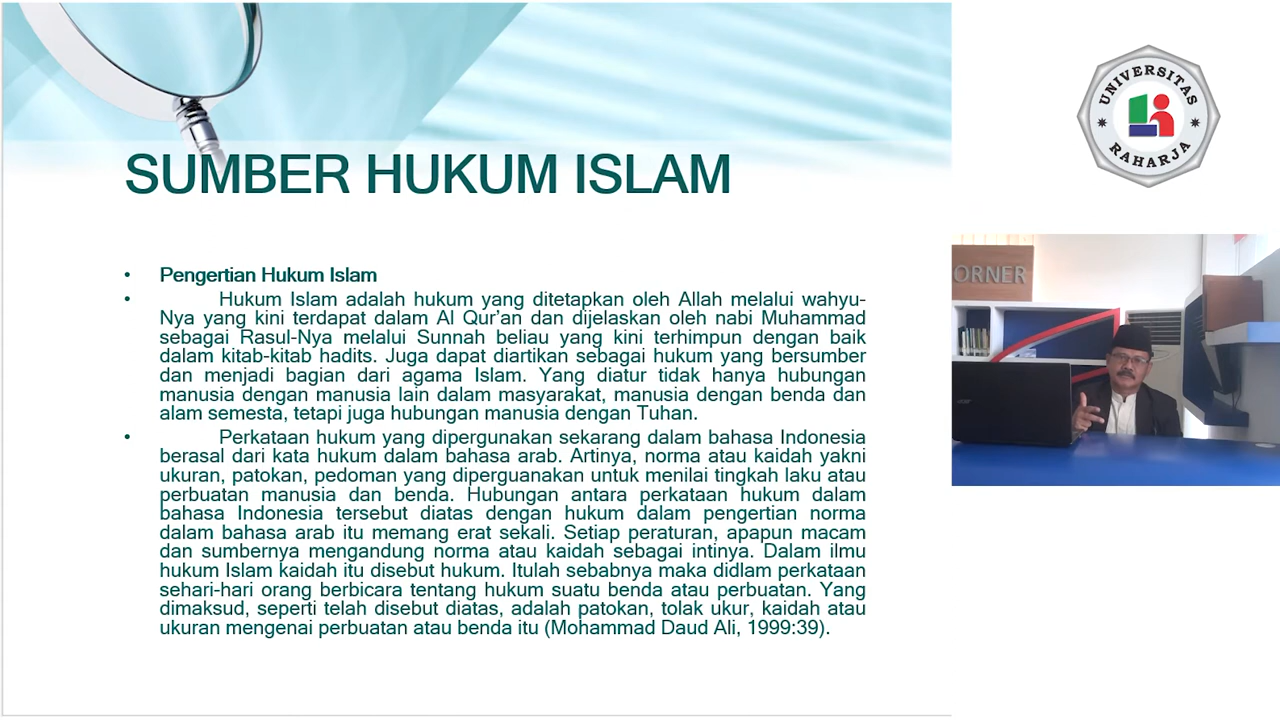 SUMBER HUKUM ISLAM
• Pengertian Hukum Islam
• Hukum Islam adalah hukum yang ditetapkan oleh Allah melalui wahyu-
Nya yang kini terdapat dalam Al Qur'an dan dijelaskan oleh nabi Muhammad
sebagai Rasul-Nya melalui Sunnah beliau yang kini terhimpun dengan baik
dalam kitab-kitab hadits. Juga dapat diartikan sebagai hukum yang bersumber
dan menjadi bagian dari agama Islam. Yang diatur tidak hanya hubungan
manusia dengan manusia lain dalam masyarakat, manusia dengan benda dan
alam semesta, tetapi juga hubungan manusia dengan Tuhan.
• Perkataan hukum yang dipergunakan sekarang dalam bahasa Indonesia
berasal dari kata hukum dalam bahasa arab. Artinya, norma atau kaidah yakni
ukuran, patokan, pedoman yang diperguanakan untuk menilai tingkah laku atau
perbuatan manusia dan benda. Hubungan antara perkataan hukum dalam
bahasa Indonesia tersebut diatas dengan hukum dalam pengertian norma
dalam bahasa arab itu memang erat sekali. Setiap peraturan, apapun macam
dan sumbernya mengandung norma atau kaidah sebagai intinya. Dalam ilmu
hukum Islam kaidah itu disebut hukum. Itulah sebabnya maka didlam perkataan
sehari-hari orang berbicara tentang hukum suatu benda atau perbuatan. Yang
dimaksud, seperti telah disebut diatas, adalah patokan, tolak ukur, kaidah atau
ukuran mengenai perbuatan atau benda itu (Mohammad Daud Ali, 1999:39).
UNIVERSITAS
RAHARJA
ORNER